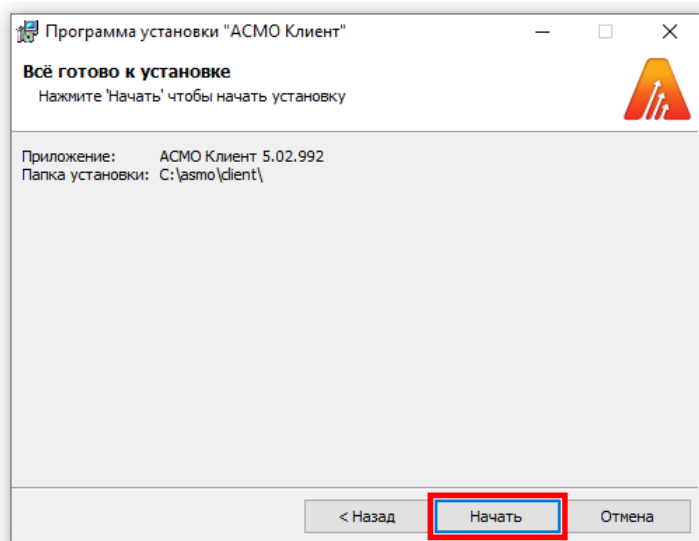 Программа установки "АСМО Клиент"
Всё готово к установке
Нажмите 'Начать' чтобы начать установку
Приложение: АСМО Клиент 5.02.992
Папка установки: C:\asmo\client\
< Назад Начать Отмена